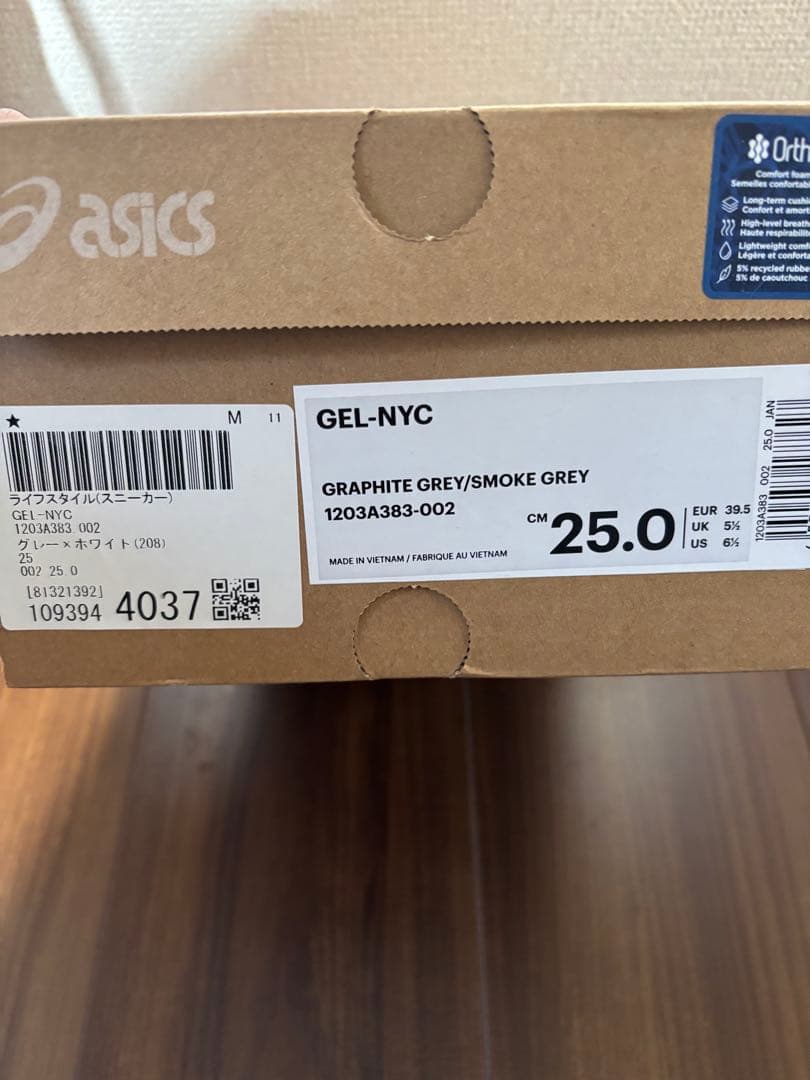 asics
Orth
Comfort foam
Semelles confortabl
Long-term cushi
Confort et amort
High-level breath
Haute respirabilit
Lightweight comf
Légère et conforta
5% recycled rubbe
5% de caoutchouc
★ M 11
ライフスタイル(スニーカー)
GEL-NYC
1203A383 002
グレー×ホワイト(208)
25
002 25.0
[81321392]
109394 4037
GEL-NYC
GRAPHITE GREY/SMOKE GREY
1203A383-002
CM 25.0
EUR 39.5
UK 5½
US 6½
MADE IN VIETNAM / FABRIQUE AU VIETNAM
1203A383 002 25.0 JAN